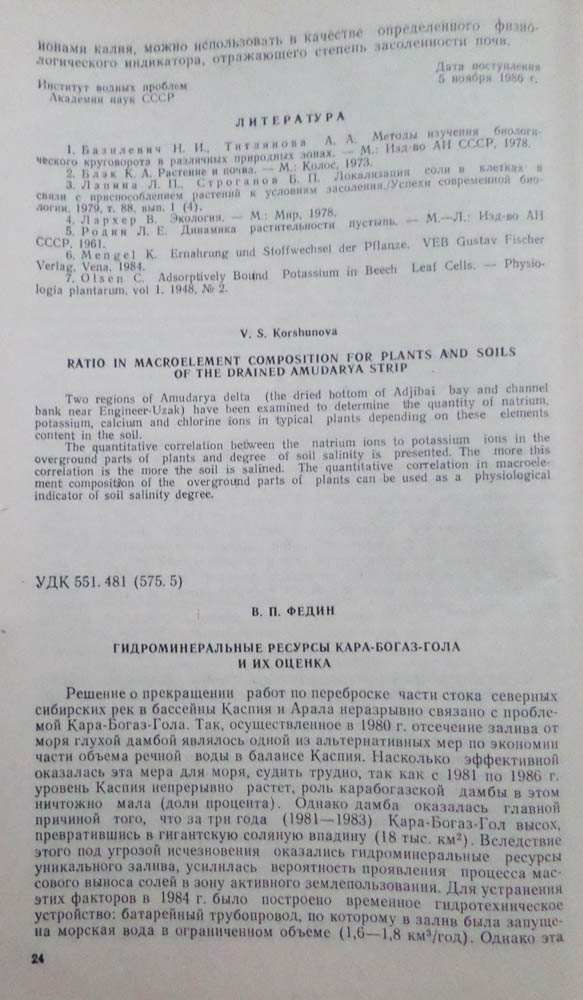 ионами калия, можно использовать в качестве определенного физио-
логического индикатора, отражающего степень засоленности почв.
Дата поступления
5 ноября 1986 г.
Институт водных проблем
Академии наук СССР
ЛИТЕРАТУРА
1. Базилевич Н. И., Титлянова А. А. Методы изучения биологи-
ческого круговорота в различных природных зонах. — М.: Изд-во АН СССР, 1978.
2. Блэк К. А. Растение и почва. — М.: Колос, 1973.
3. Лапина Л. П., Строганов Б. П. Локализация соли в клетках в
связи с приспособлением растений к условиям засоления./Успехи современной био-
логии, 1979, т. 88, вып. 1 (4).
4. Лархер В. Экология. — М.: Мир, 1978.
5. Родин Л. Е. Динамика растительности пустынь. — М.—Л.: Изд-во АН
СССР, 1961.
6. Mengel K. Ernahrung und Stoffwechsel der Pflanze. VEB Gustav Fischer
Verlag, Vena, 1984.
7. Olsen C. Adsorptively Bound Potassium in Beech Leaf Cells. — Physio-
logia plantarum, vol 1. 1948, № 2.
V. S. Korshunova
RATIO IN MACROELEMENT COMPOSITION FOR PLANTS AND SOILS
OF THE DRAINED AMUDARYA STRIP
Two regions of Amudarya delta (the dried bottom of Adjibai bay and channel
bank near Engineer-Uzak) have been examined to determine the quantity of natrium,
potassium, calcium and chlorine ions in typical plants depending on these elements
content in the soil.
The quantitative correlation between the natrium ions to potassium ions in the
overground parts of plants and degree of soil salinity is presented. The more this
correlation is the more the soil is salined. The quantitative correlation in macroele-
ment composition of the overground parts of plants can be used as a physiological
indicator of soil salinity degree.
УДК 551. 481 (575. 5)
В. П. ФЕДИН
ГИДРОМИНЕРАЛЬНЫЕ РЕСУРСЫ КАРА-БОГАЗ-ГОЛА
И ИХ ОЦЕНКА
Решение о прекращении работ по переброске части стока северных
сибирских рек в бассейны Каспия и Арала неразрывно связано с пробле-
мой Кара-Богаз-Гола. Так, осуществленное в 1980 г. отсечение залива от
моря глухой дамбой являлось одной из альтернативных мер по экономии
части объема речной воды в балансе Каспия. Насколько эффективной
оказалась эта мера для моря, судить трудно, так как с 1981 по 1986 г.
уровень Каспия непрерывно растет, роль карабогазской дамбы в этом
ничтожно мала (доли процента). Однако дамба оказалась главной
причиной того, что за три года (1981—1983) Кара-Богаз-Гол высох,
превратившись в гигантскую соляную впадину (18 тыс. км²). Вследствие
этого под угрозой исчезновения оказались гидроминеральные ресурсы
уникального залива, усилилась вероятность проявления процесса мас-
сового выноса солей в зону активного землепользования. Для устранения
этих факторов в 1984 г. было построено временное гидротехническое
устройство: батарейный трубопровод, по которому в залив была запуще-
на морская вода в ограниченном объеме (1,6—1,8 км³/год). Однако эта
24